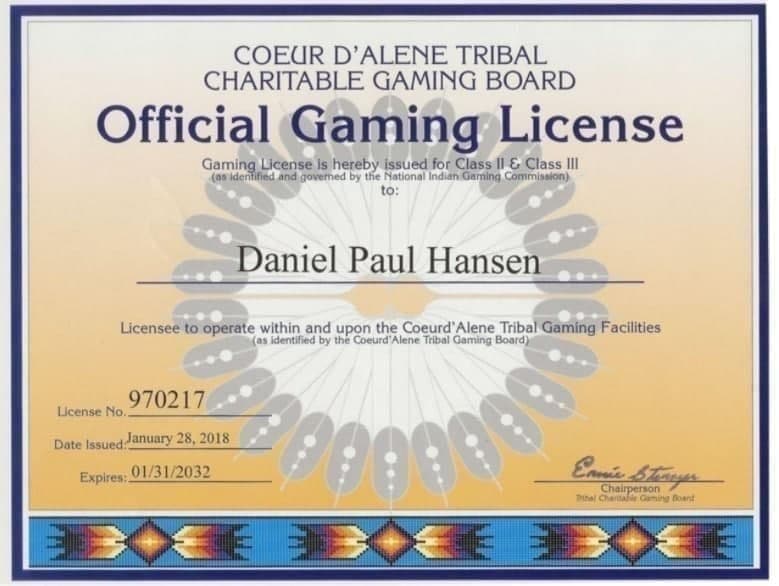 COEUR D'ALENE TRIBAL
CHARITABLE GAMING BOARD
Official Gaming License
Gaming License is hereby issued for Class II & Class III
(as identified and governed by the National Indian Gaming Commission)
to:
Daniel Paul Hansen
Licensee to operate within and upon the Coeurd'Alene Tribal Gaming Facilities
(as identified by the Coeurd'Alene Tribal Gaming Board)
License No. 970217
Date Issued: January 28, 2018
Expires: 01/31/2032
Chairperson
Tribal Charitable Gaming Board